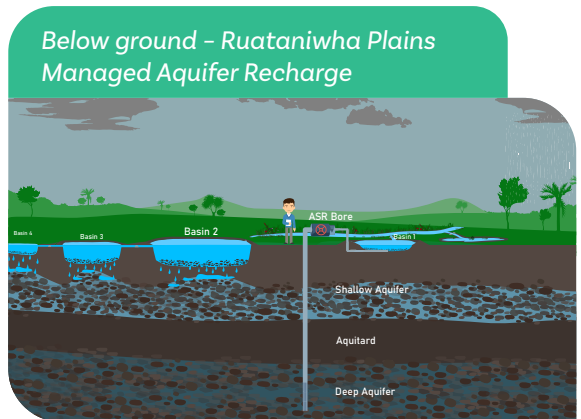 Below ground – Ruataniwha Plains
Managed Aquifer Recharge
ASR Bore
Basin 4
Basin 3
Basin 2
Basin 1
Shallow Aquifer
Aquitard
Deep Aquifer